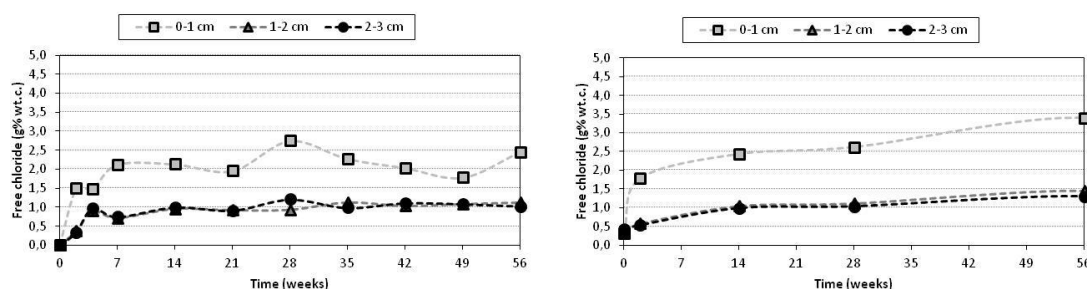 0-1 cm 1-2 cm 2-3 cm
5,0
4,5
4,0
3,5
3,0
2,5
2,0
1,5
1,0
0,5
0,0
Free chloride (g% wt.c.)
0 7 14 21 28 35 42 49 56
Time (weeks)
0-1 cm 1-2 cm 2-3 cm
5,0
4,5
4,0
3,5
3,0
2,5
2,0
1,5
1,0
0,5
0,0
Free chloride (g% wt.c.)
0 7 14 21 28 35 42 49 56
Time (weeks)